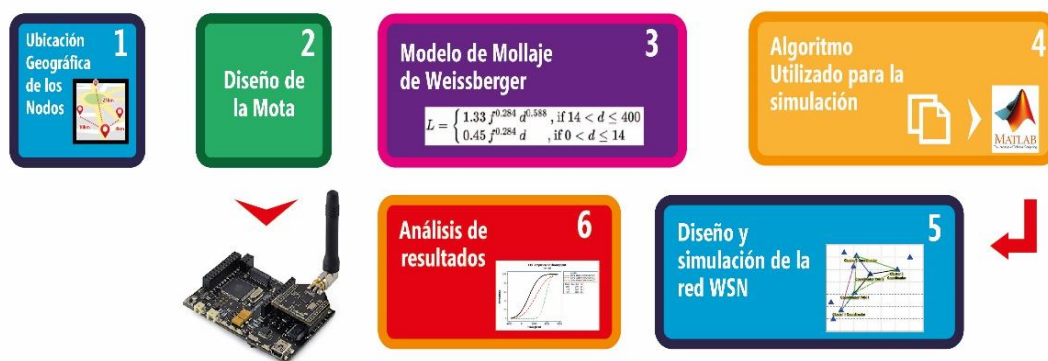 Ubicación
Geográfica
de los
Nodos
1
2
Diseño de
la Mota
3
Modelo de Mollaje
de Weissberger
L = { 1.33 f^0.284 d^0.588 , if 14 < d ≤ 400
0.45 f^0.284 d , if 0 < d ≤ 14
4
Algoritmo
Utilizado para la
simulación
MATLAB
5
Diseño y
simulación de la
red WSN
6
Análisis de
resultados